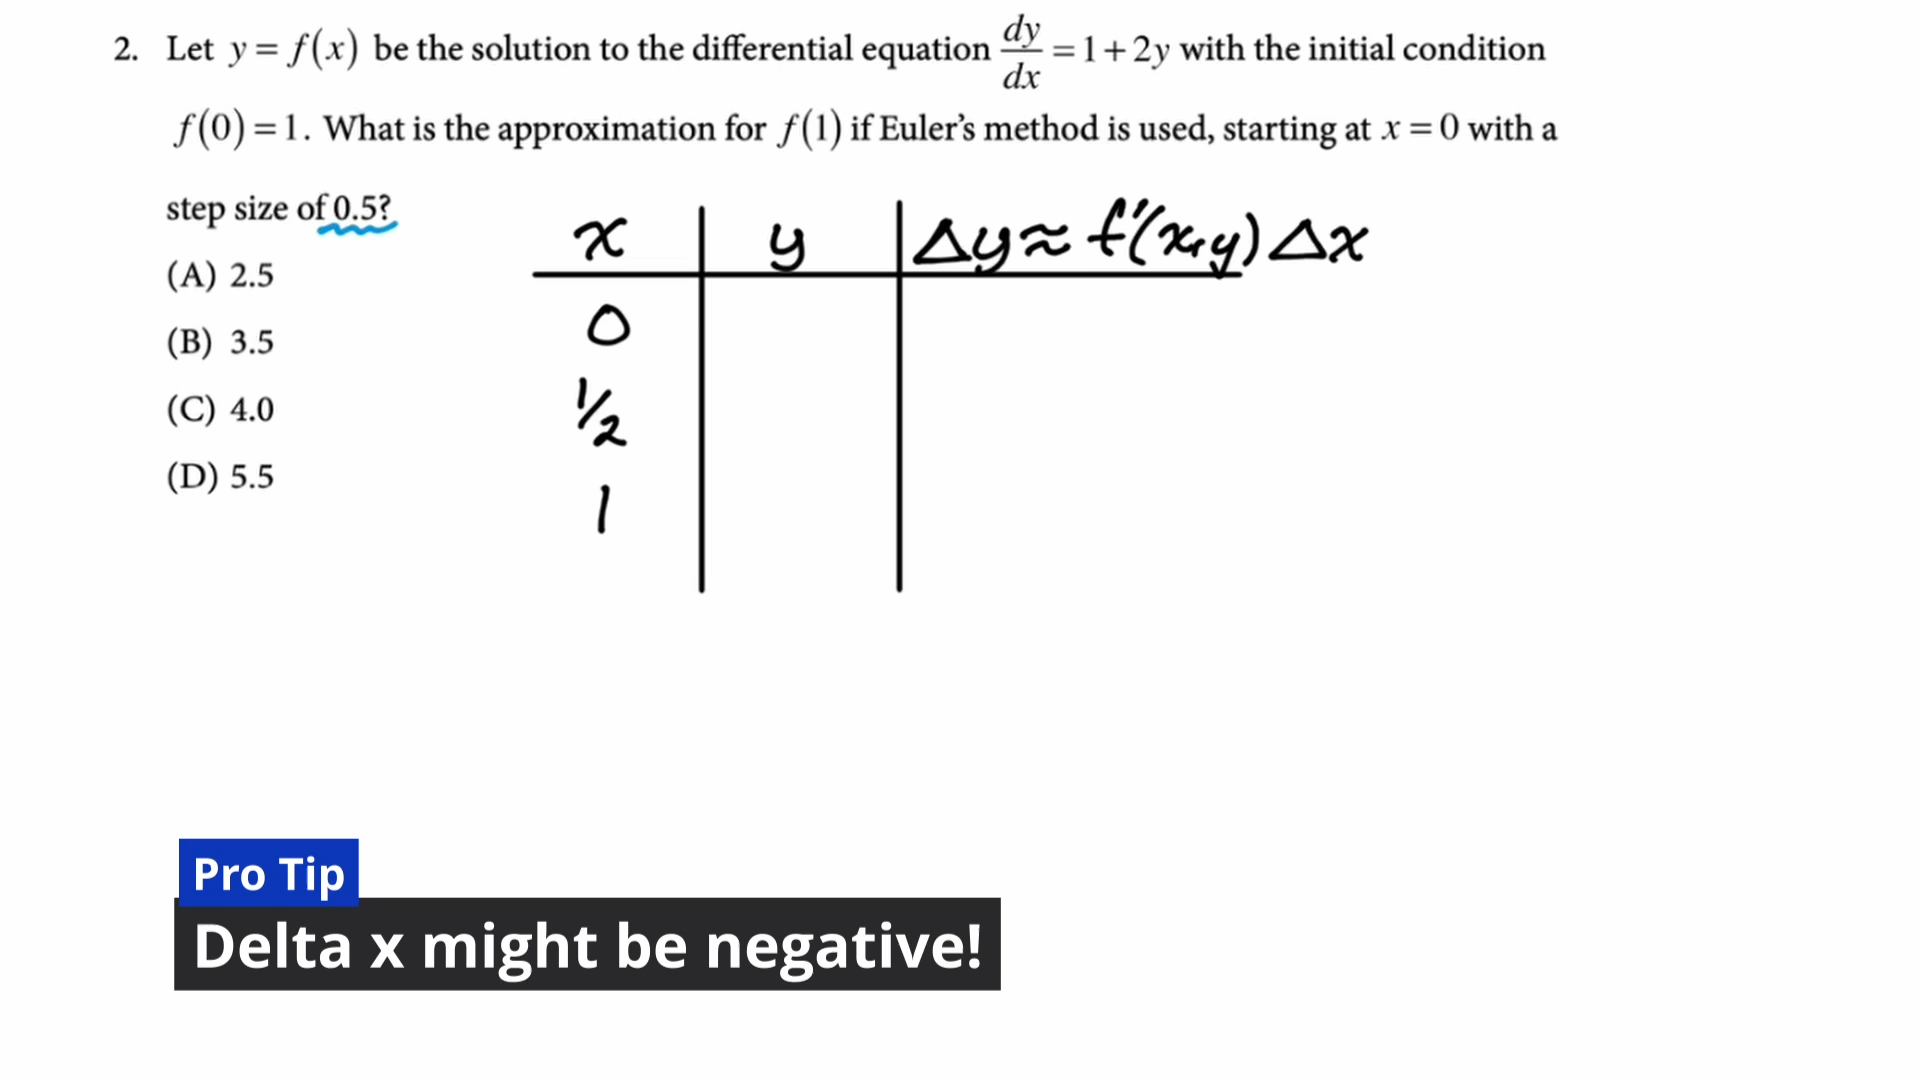 2. Let y = f(x) be the solution to the differential equation dy/dx = 1 + 2y with the initial condition
f(0) = 1. What is the approximation for f(1) if Euler's method is used, starting at x = 0 with a
step size of 0.5?
(A) 2.5
(B) 3.5
(C) 4.0
(D) 5.5
x y Δy ≈ f'(x,y) Δx
0
1/2
1
Pro Tip
Delta x might be negative!